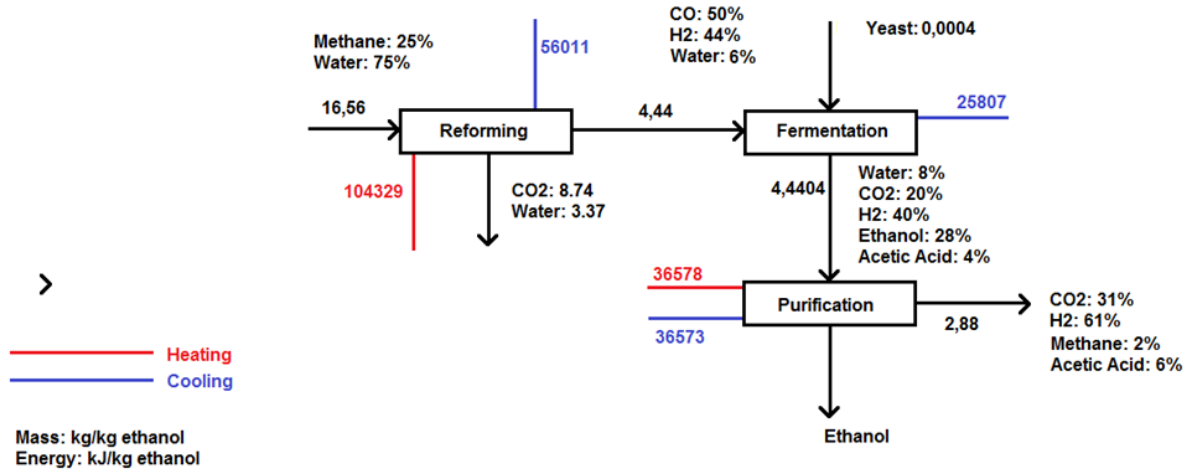 Methane: 25%
Water: 75%
56011
CO: 50%
H2: 44%
Water: 6%
Yeast: 0,0004
16,56
Reforming
4,44
Fermentation
25807
104329
CO2: 8.74
Water: 3.37
4,4404
Water: 8%
CO2: 20%
H2: 40%
Ethanol: 28%
Acetic Acid: 4%
36578
Purification
36573
2,88
CO2: 31%
H2: 61%
Methane: 2%
Acetic Acid: 6%
Heating
Cooling
Ethanol
Mass: kg/kg ethanol
Energy: kJ/kg ethanol